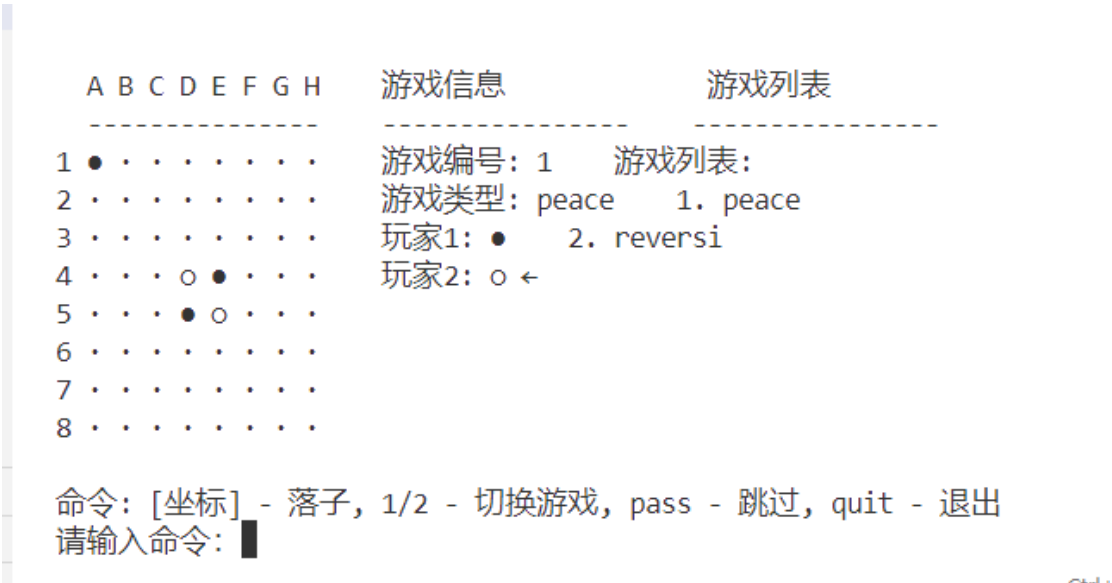 A B C D E F G H 游戏信息 游戏列表
--------------- ---------------- ----------------
1 ● · · · · · · · 游戏编号: 1 游戏列表:
2 · · · · · · · · 游戏类型: peace 1. peace
3 · · · · · · · · 玩家1: ● 2. reversi
4 · · · ○ ● · · · 玩家2: ○ ←
5 · · · ● ○ · · ·
6 · · · · · · · ·
7 · · · · · · · ·
8 · · · · · · · ·
命令: [坐标] - 落子, 1/2 - 切换游戏, pass - 跳过, quit - 退出
请输入命令: